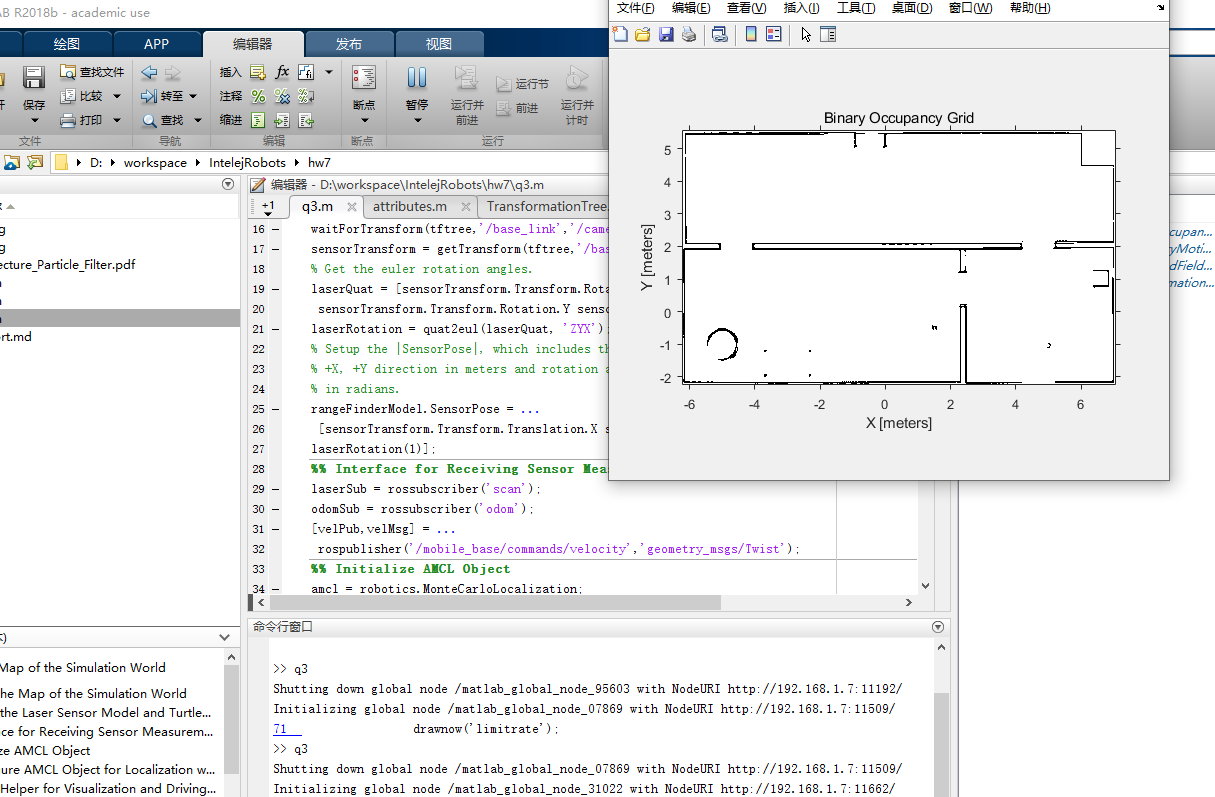 AB R2018b - academic use
绘图
APP
编辑器
发布
视图
文件(F) 编辑(E) 查看(V) 插入(I) 工具(T) 桌面(D) 窗口(W) 帮助(H)
保存
查找文件
比较
打印
转至
查找
插入
注释
缩进
断点
暂停
运行并
前进
运行节
前进
运行并
计时
文件
导航
编辑
断点
运行
D: workspace IntelejRobots hw7
编辑器 - D:\workspace\IntelejRobots\hw7\q3.m
+1 q3.m attributes.m TransformationTree.
ecture_Particle_Filter.pdf
rt.md
16 – waitForTransform(tftree,'/base_link','/came
17 – sensorTransform = getTransform(tftree,'/bas
18 % Get the euler rotation angles.
19 – laserQuat = [sensorTransform.Transform.Rota
20 sensorTransform.Transform.Rotation.Y senso
21 – laserRotation = quat2eul(laserQuat, 'ZYX')
22 % Setup the |SensorPose|, which includes th
23 % +X, +Y direction in meters and rotation a
24 % in radians.
25 – rangeFinderModel.SensorPose = ...
26 [sensorTransform.Transform.Translation.X s
27 laserRotation(1)];
28 %% Interface for Receiving Sensor Mea
29 – laserSub = rossubscriber('scan');
30 – odomSub = rossubscriber('odom');
31 – [velPub,velMsg] = ...
32 rospublisher('/mobile_base/commands/velocity','geometry_msgs/Twist');
33 %% Initialize AMCL Object
34 – amcl = robotics.MonteCarloLocalization;
Binary Occupancy Grid
5
4
3
2
1
0
-1
-2
Y [meters]
-6 -4 -2 0 2 4 6
X [meters]
cupan...
yMoti...
dField...
mation...
Map of the Simulation World
he Map of the Simulation World
the Laser Sensor Model and Turtle...
ce for Receiving Sensor Measurem...
ze AMCL Object
ure AMCL Object for Localization w...
Helper for Visualization and Driving...
命令行窗口
>> q3
Shutting down global node /matlab_global_node_95603 with NodeURI http://192.168.1.7:11192/
Initializing global node /matlab_global_node_07869 with NodeURI http://192.168.1.7:11509/
71 drawnow('limitrate');
>> q3
Shutting down global node /matlab_global_node_07869 with NodeURI http://192.168.1.7:11509/
Initializing global node /matlab_global_node_31022 with NodeURI http://192.168.1.7:11662/